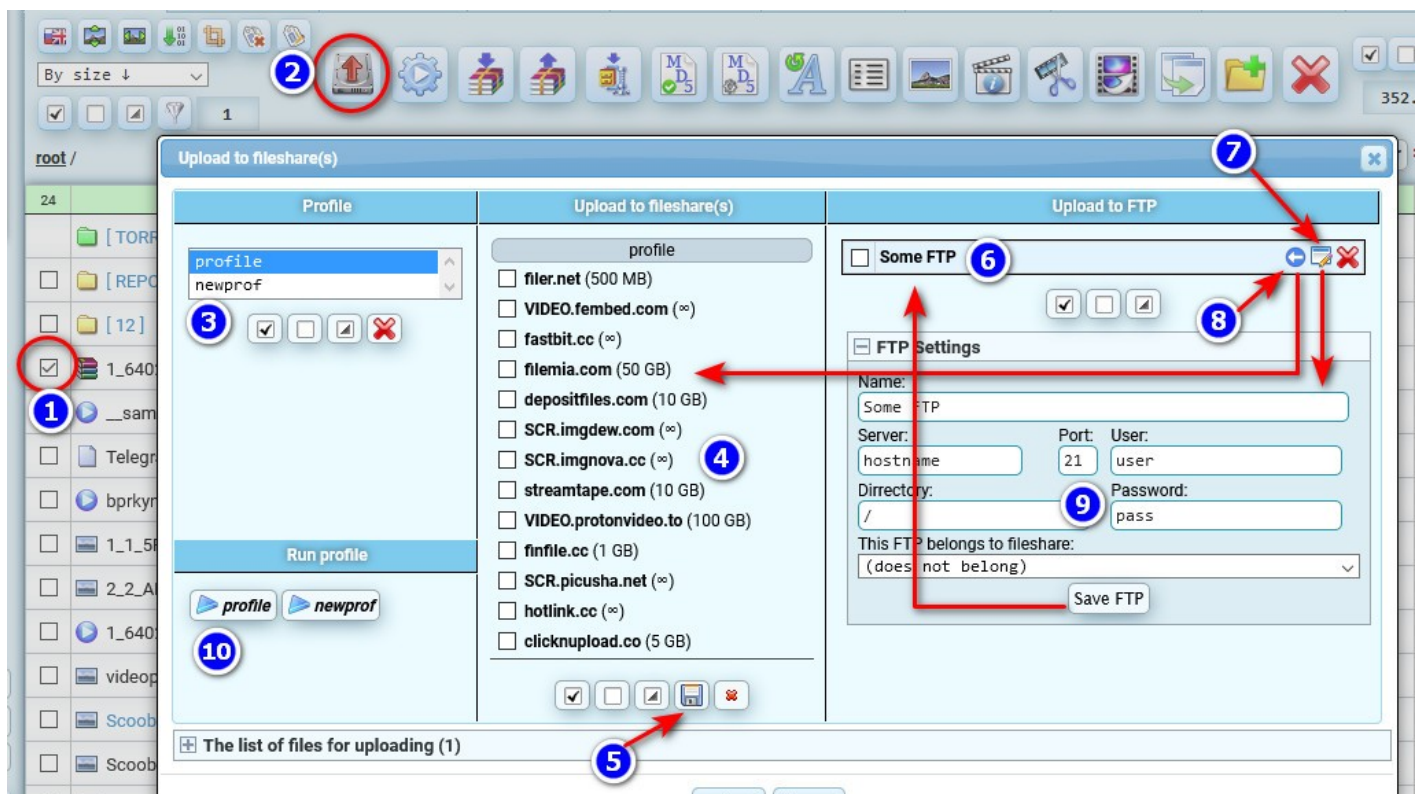 By size ↓
2
M D 5
M D 5
A
352.
1
root /
Upload to fileshare(s)
7
24
Profile
Upload to fileshare(s)
Upload to FTP
[ TORR
profile
newprof
profile
Some FTP
6
[ REPO
filer.net (500 MB)
3
VIDEO.fembed.com (∞)
8
[ 12 ]
fastbit.cc (∞)
FTP Settings
1_640
filemia.com (50 GB)
Name:
1
__sam
depositfiles.com (10 GB)
Some FTP
SCR.imgdew.com (∞)
Server:
Port:
User:
Telegr
SCR.imgnova.cc (∞)
4
hostname
21
user
bprkyr
streamtape.com (10 GB)
Dirrectory:
9
Password:
VIDEO.protonvideo.to (100 GB)
/
pass
1_1_5
Run profile
finfile.cc (1 GB)
This FTP belongs to fileshare:
SCR.picusha.net (∞)
(does not belong)
2_2_A
profile
newprof
hotlink.cc (∞)
Save FTP
1_640
10
clicknupload.co (5 GB)
videop
Scoob
The list of files for uploading (1)
5
Scoob